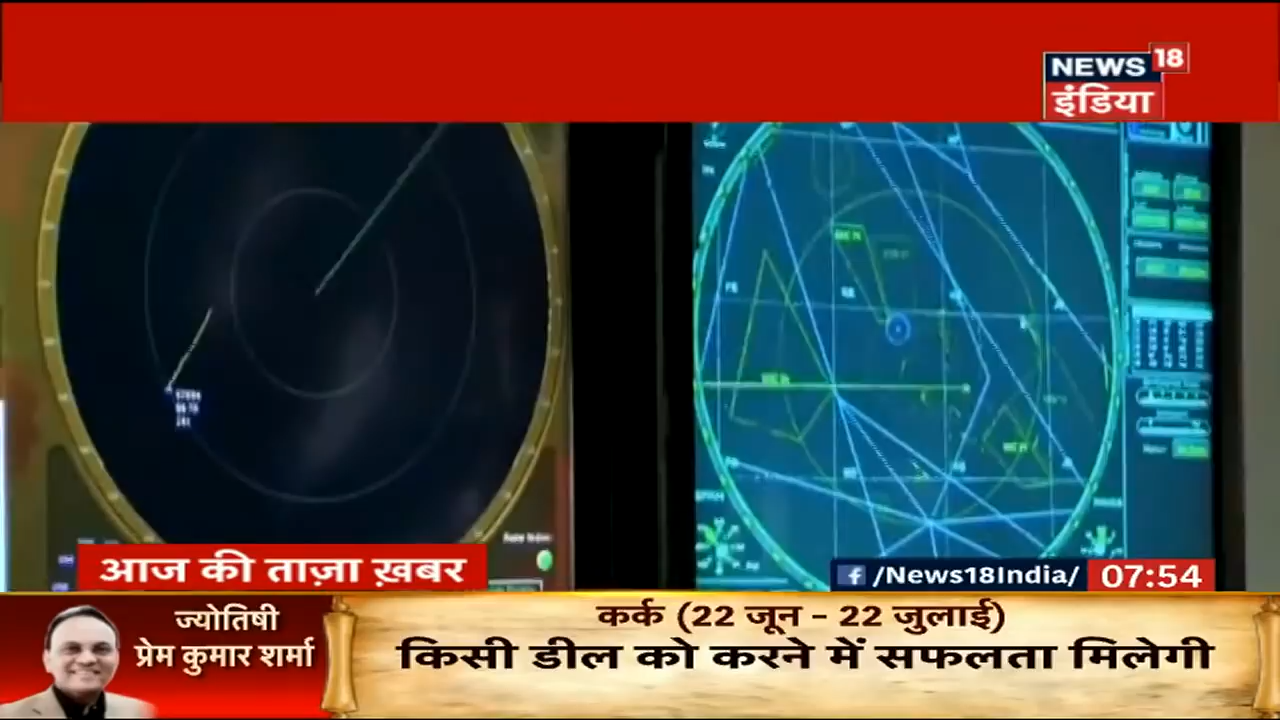 NEWS 18
इंडिया
आज की ताज़ा ख़बर
/News18India/
07:54
ज्योतिषी
प्रेम कुमार शर्मा
कर्क (22 जून - 22 जुलाई)
किसी डील को करने में सफलता मिलेगी